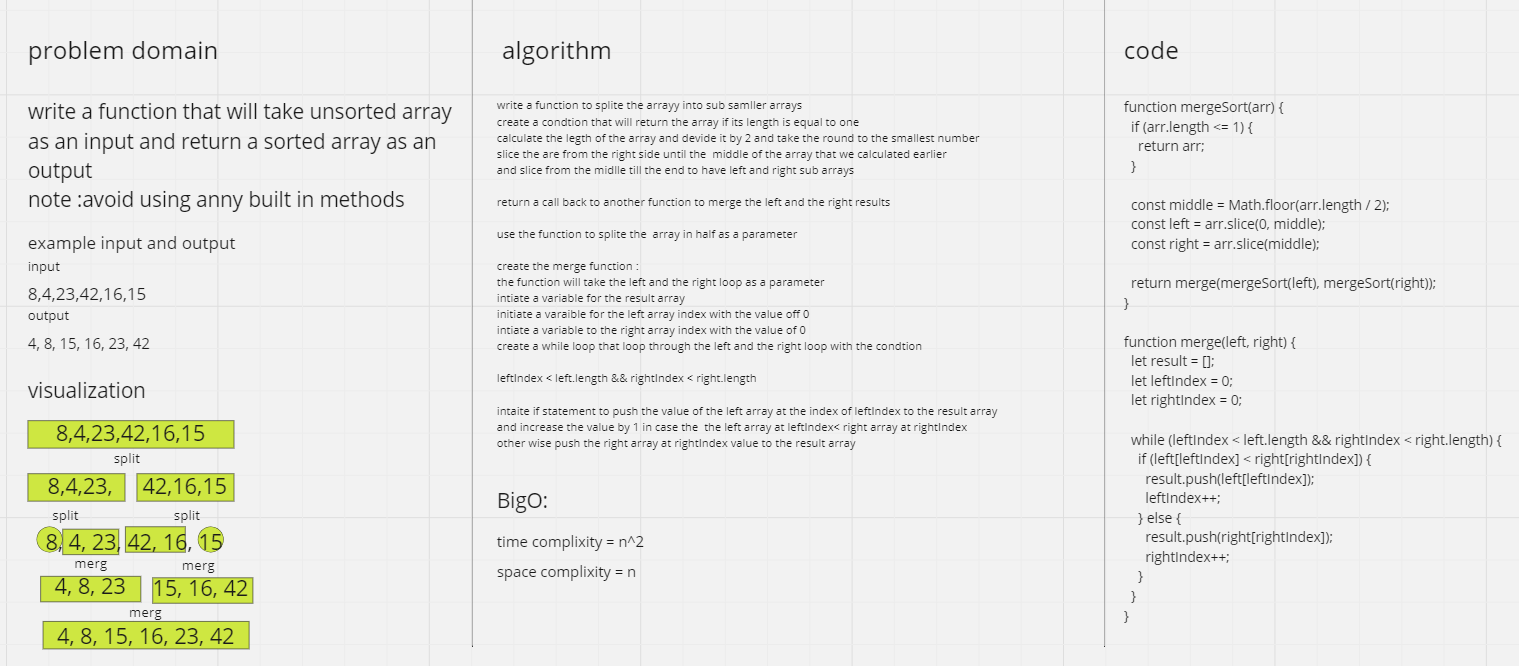 problem domain
write a function that will take unsorted array
as an input and return a sorted array as an
output
note :avoid using anny built in methods
example input and output
input
8,4,23,42,16,15
output
4, 8, 15, 16, 23, 42
visualization
8,4,23,42,16,15
split
8,4,23, 42,16,15
split split
8, 4, 23, 42, 16, 15
merg merg
4, 8, 23 15, 16, 42
merg
4, 8, 15, 16, 23, 42
algorithm
write a function to splite the arrayy into sub samller arrays
create a condtion that will return the array if its length is equal to one
calculate the legth of the array and devide it by 2 and take the round to the smallest number
slice the are from the right side until the  middle of the array that we calculated earlier
and slice from the midlle till the end to have left and right sub arrays
return a call back to another function to merge the left and the right results
use the function to splite the  array in half as a parameter
create the merge function :
the function will take the left and the right loop as a parameter
intiate a variable for the result array
initiate a varaible for the left array index with the value off 0
intiate a variable to the right array index with the value of 0
create a while loop that loop through the left and the right loop with the condtion
leftIndex < left.length && rightIndex < right.length
intaite if statement to push the value of the left array at the index of leftIndex to the result array
and increase the value by 1 in case the  the left array at leftIndex< right array at rightIndex
other wise push the right array at rightIndex value to the result array
BigO:
time complixity = n^2
space complixity = n
code
function mergeSort(arr) {
if (arr.length <= 1) {
return arr;
}
const middle = Math.floor(arr.length / 2);
const left = arr.slice(0, middle);
const right = arr.slice(middle);
return merge(mergeSort(left), mergeSort(right));
}
function merge(left, right) {
let result = [];
let leftIndex = 0;
let rightIndex = 0;
while (leftIndex < left.length && rightIndex < right.length) {
if (left[leftIndex] < right[rightIndex]) {
result.push(left[leftIndex]);
leftIndex++;
} else {
result.push(right[rightIndex]);
rightIndex++;
}
}
}